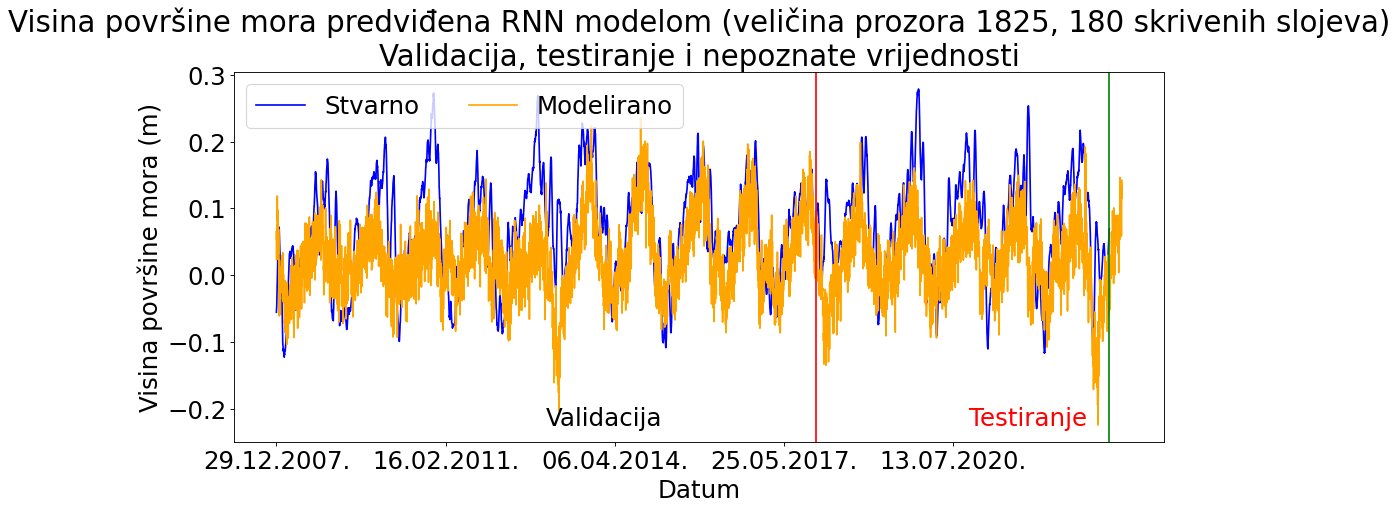 Visina površine mora predviđena RNN modelom (veličina prozora 1825, 180 skrivenih slojeva)
Validacija, testiranje i nepoznate vrijednosti
Visina površine mora (m)
0.3
0.2
0.1
0.0
−0.1
−0.2
Stvarno Modelirano
Validacija Testiranje
29.12.2007. 16.02.2011. 06.04.2014. 25.05.2017. 13.07.2020.
Datum